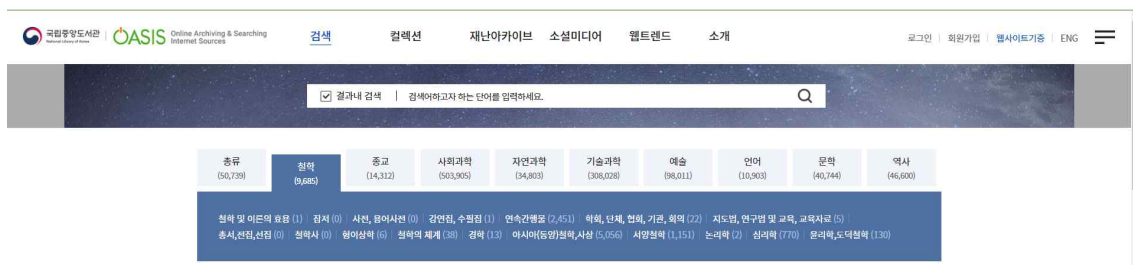 국립중앙도서관 National Library of Korea OASIS Online Archiving & Searching Internet Sources 검색 컬렉션 재난아카이브 소셜미디어 웹트렌드 소개 로그인 회원가입 웹사이트기증 ENG
결과내 검색 검색어하고자 하는 단어를 입력하세요.
총류 철학 종교 사회과학 자연과학 기술과학 예술 언어 문학 역사
(50,739) (9,685) (14,312) (503,905) (34,803) (308,028) (98,011) (10,903) (40,744) (46,600)
철학 및 이론의 효용 (1) 잡저 (0) 사전, 용어사전 (0) 강연집, 수필집 (1) 연속간행물 (2,451) 학회, 단체, 협회, 기관, 회의 (22) 지도법, 연구법 및 교육, 교육자료 (5)
총서,전집,선집 (0) 철학사 (0) 형이상학 (6) 철학의 체계 (38) 경학 (13) 아시아(동양)철학,사상 (5,056) 서양철학 (1,151) 논리학 (2) 심리학 (770) 윤리학,도덕철학 (130)